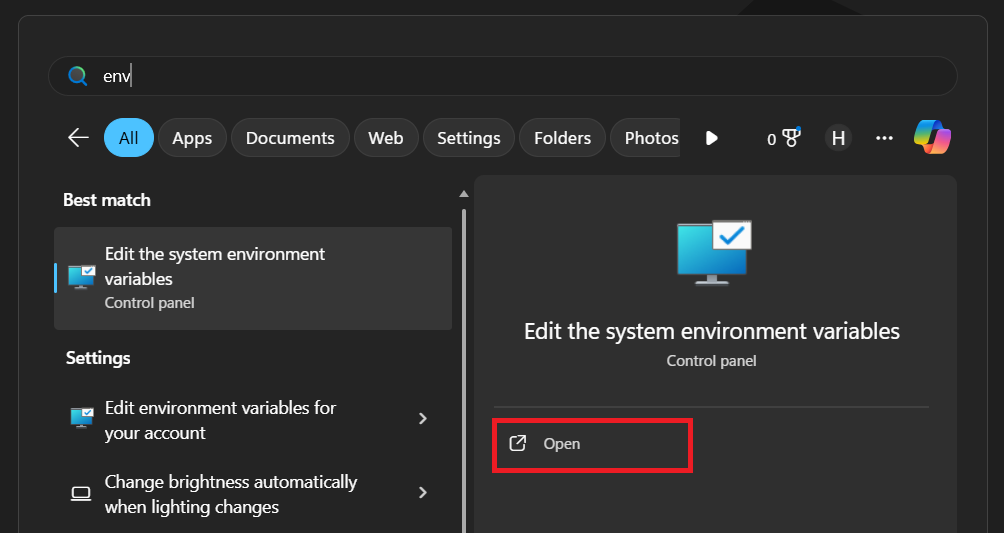 env
All Apps Documents Web Settings Folders Photos 0 H ...
Best match
Edit the system environment
variables
Control panel
Settings
Edit environment variables for
your account
Change brightness automatically
when lighting changes
Edit the system environment variables
Control panel
Open